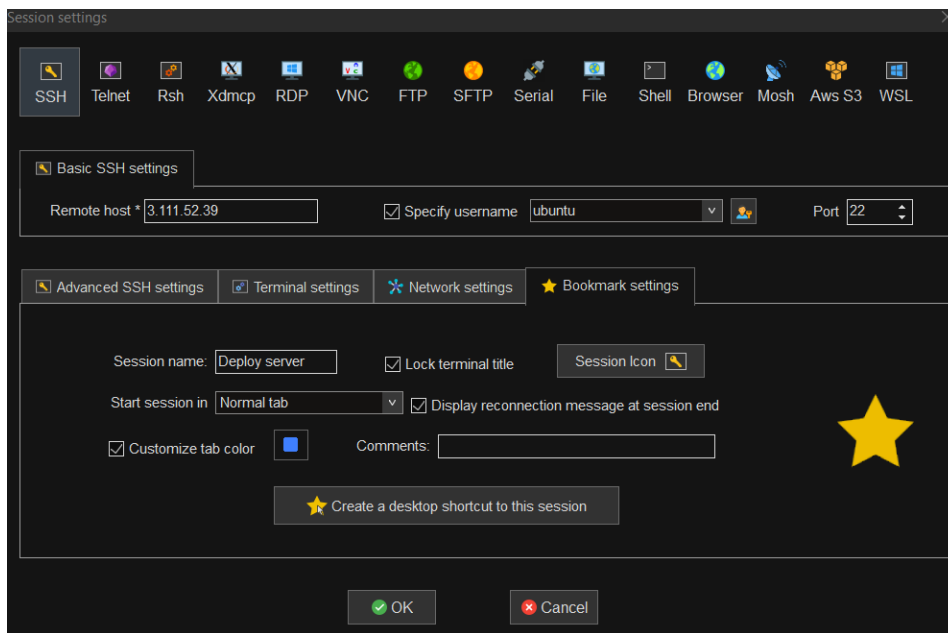 Session settings
SSH Telnet Rsh Xdmcp RDP VNC FTP SFTP Serial File Shell Browser Mosh Aws S3 WSL
Basic SSH settings
Remote host * 3.111.52.39 Specify username ubuntu Port 22
Advanced SSH settings Terminal settings Network settings Bookmark settings
Session name: Deploy server Lock terminal title Session Icon
Start session in Normal tab Display reconnection message at session end
Customize tab color Comments:
Create a desktop shortcut to this session
OK Cancel